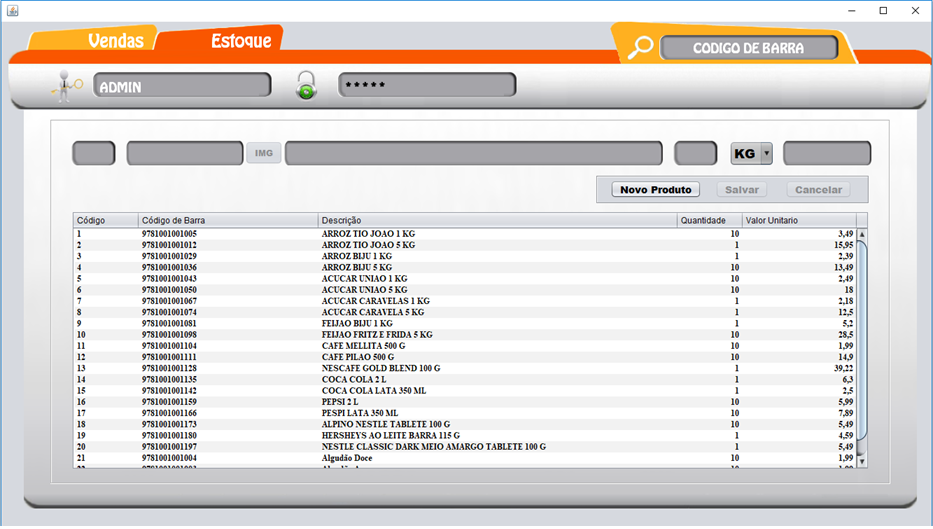 Vendas Estoque
CODIGO DE BARRA
ADMIN *****
IMG KG
Novo Produto Salvar Cancelar
Código Código de Barra Descrição Quantidade Valor Unitario
1 9781001001005 ARROZ TIO JOAO 1 KG 10 3,49
2 9781001001012 ARROZ TIO JOAO 5 KG 1 15,95
3 9781001001029 ARROZ BIJU 1 KG 1 2,39
4 9781001001036 ARROZ BIJU 5 KG 10 13,49
5 9781001001043 ACUCAR UNIAO 1 KG 10 2,49
6 9781001001050 ACUCAR UNIAO 5 KG 10 18
7 9781001001067 ACUCAR CARAVELAS 1 KG 1 2,18
8 9781001001074 ACUCAR CARAVELA 5 KG 1 12,5
9 9781001001081 FEIJAO BIJU 1 KG 1 5,2
10 9781001001098 FEIJAO FRITZ E FRIDA 5 KG 10 28,5
11 9781001001104 CAFE MELLITA 500 G 10 1,99
12 9781001001111 CAFE PILAO 500 G 10 14,9
13 9781001001128 NESCAFE GOLD BLEND 100 G 1 39,22
14 9781001001135 COCA COLA 2 L 1 6,3
15 9781001001142 COCA COLA LATA 350 ML 1 2,5
16 9781001001159 PEPSI 2 L 10 5,99
17 9781001001166 PESPI LATA 350 ML 10 7,89
18 9781001001173 ALPINO NESTLE TABLETE 100 G 10 5,49
19 9781001001180 HERSHEYS AO LEITE BARRA 115 G 1 4,59
20 9781001001197 NESTLE CLASSIC DARK MEIO AMARGO TABLETE 100 G 1 5,49
21 9781001001004 Algudão Doce 10 1,99